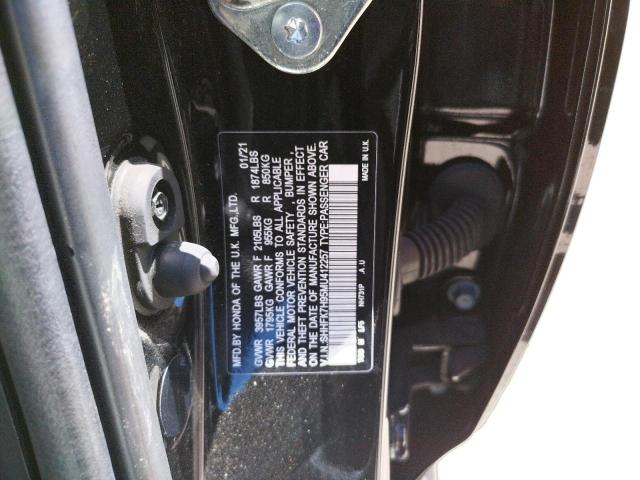 MFD.BY HONDA OF THE U.K. MFG.,LTD. 01/21
GVWR 3957LBS GAWR F 2105LBS R 1874LBS
GVWR 1795KG GAWR F 955KG R 850KG
THIS VEHICLE CONFORMS TO ALL APPLICABLE
FEDERAL MOTOR VEHICLE SAFETY , BUMPER ,
AND THEFT PREVENTION STANDARDS IN EFFECT
ON THE DATE OF MANUFACTURE SHOWN ABOVE.
V.I.N.:SHHFK7H95MU412257 TYPE:PASSENGER CAR
NH731P A U MADE IN U.K.